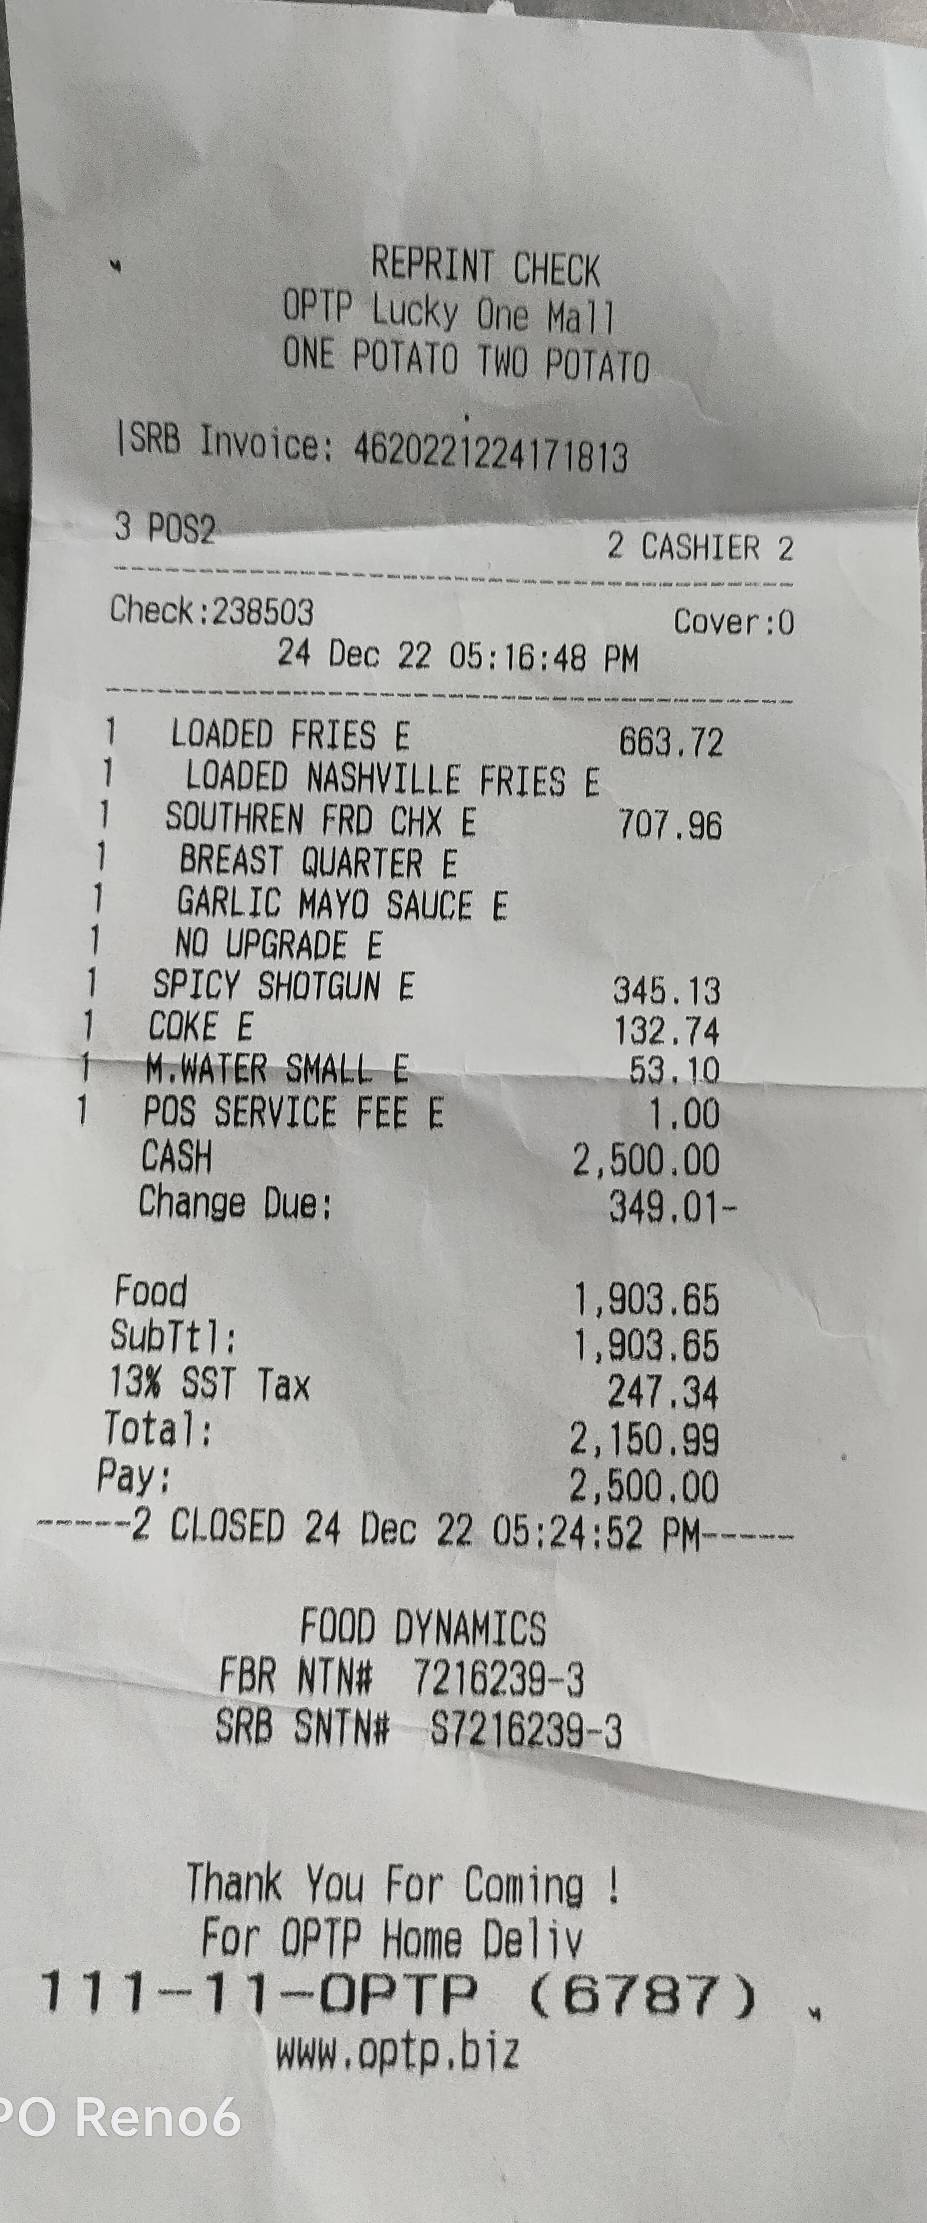 REPRINT CHECK
OPTP Lucky One Mall
ONE POTATO TWO POTATO
|SRB Invoice: 4620221224171813
3 POS2 2 CASHIER 2
Check:238503 Cover:0
24 Dec 22 05:16:48 PM
1 LOADED FRIES E 663.72
1 LOADED NASHVILLE FRIES E
1 SOUTHREN FRD CHX E 707.96
1 BREAST QUARTER E
1 GARLIC MAYO SAUCE E
1 NO UPGRADE E
1 SPICY SHOTGUN E 345.13
1 COKE E 132.74
1 M.WATER SMALL E 53.10
1 POS SERVICE FEE E 1.00
CASH 2,500.00
Change Due: 349.01-
Food 1,903.65
SubTtl: 1,903.65
13% SST Tax 247.34
Total: 2,150.99
Pay: 2,500.00
-----2 CLOSED 24 Dec 22 05:24:52 PM-----
FOOD DYNAMICS
FBR NTN# 7216239-3
SRB SNTN# S7216239-3
Thank You For Coming !
For OPTP Home Deliv
111-11-OPTP (6787)
www.optp.biz
PO Reno6